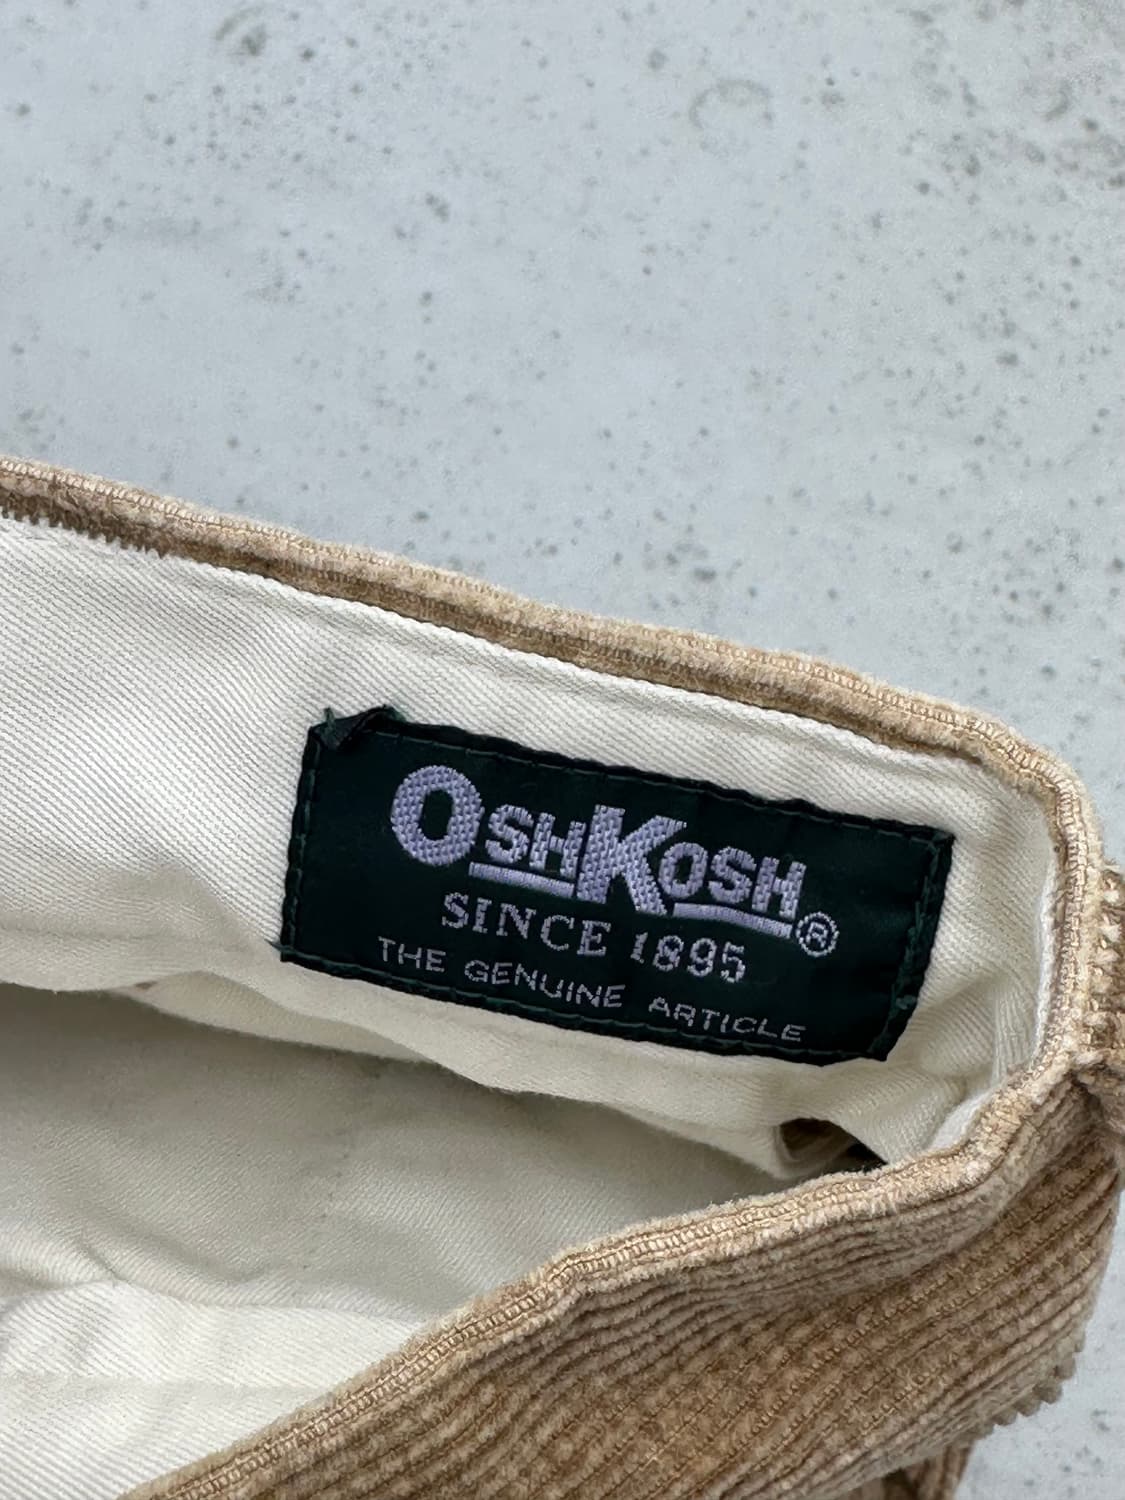 OSHKOSH®
SINCE 1895
THE GENUINE ARTICLE